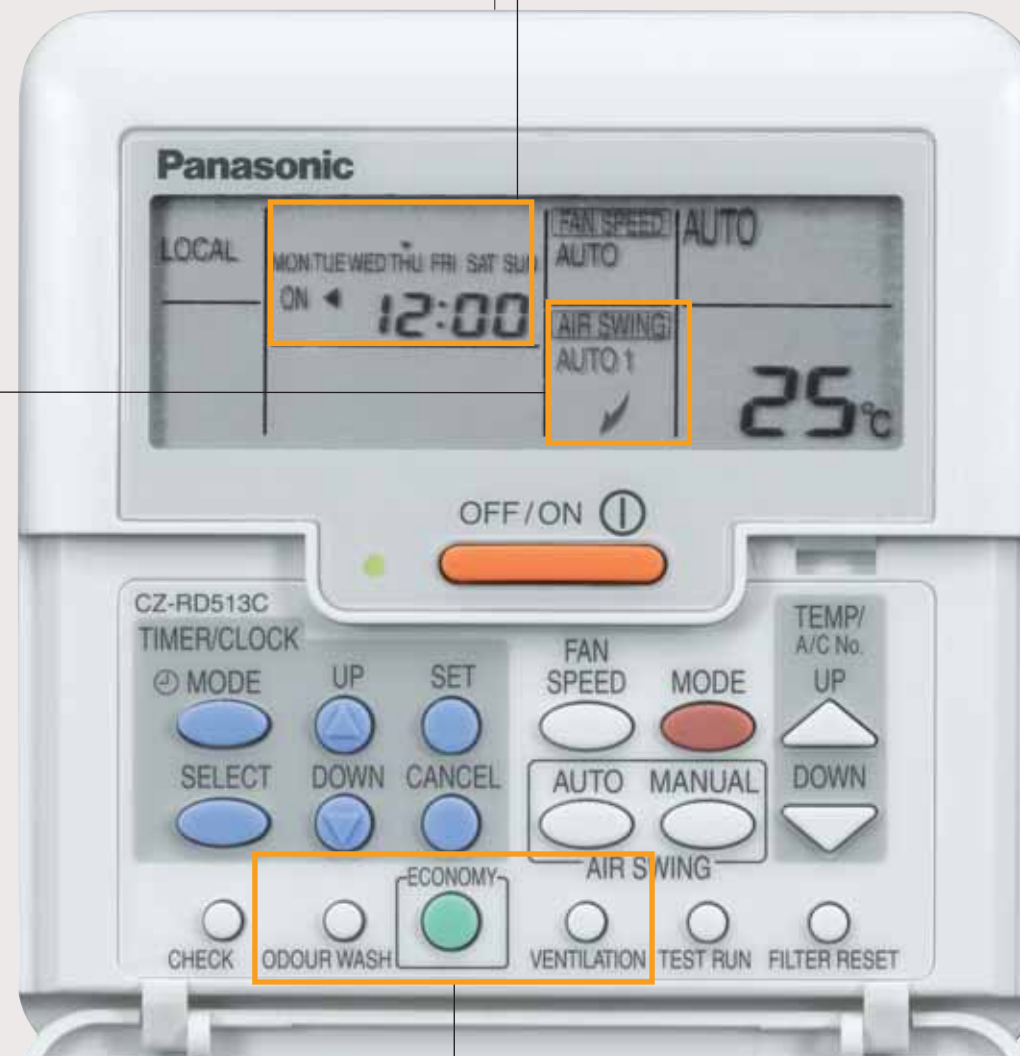 Panasonic
LOCAL
MON TUE WED THU FRI SAT SUN
ON ◀ 12:00
FAN SPEED
AUTO
AIR SWING
AUTO 1
AUTO
25°C
OFF/ON
CZ-RD513C
TIMER/CLOCK
MODE UP SET
SELECT DOWN CANCEL
FAN
SPEED
MODE
AUTO MANUAL
AIR SWING
TEMP/
A/C No.
UP
DOWN
CHECK ODOUR WASH ECONOMY VENTILATION TEST RUN FILTER RESET